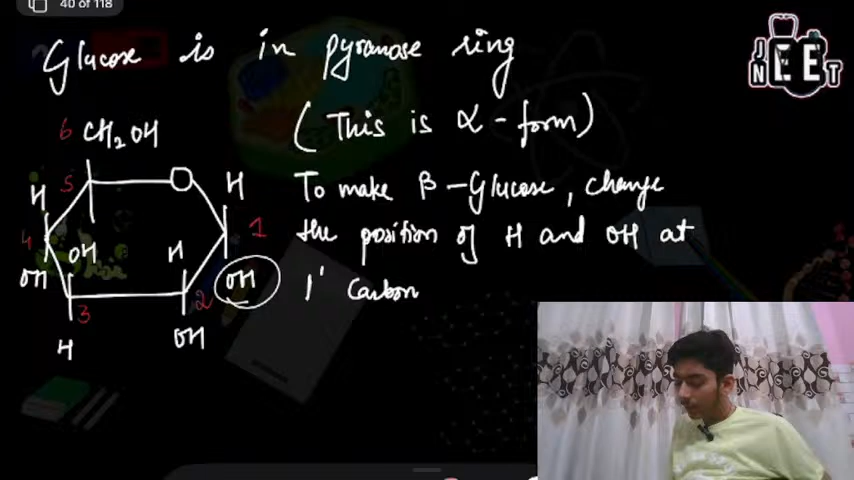 40 of 118
Glucose is in pyranose ring
JNEET
(This is α-form)
6 CH2OH
5
O
H
H
To make β-Glucose, change
4
1
the position of H and OH at
OH
H
OH
OH
1' Carbon
3
2
H
OH